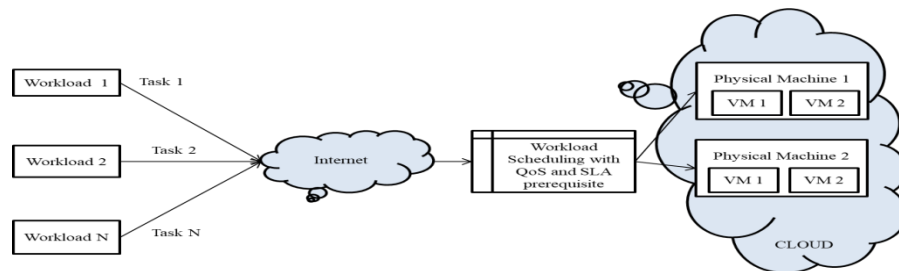 Workload 1
Task 1
Workload 2
Task 2
Workload N
Task N
Internet
Workload
Scheduling with
QoS and SLA
prerequisite
Physical Machine 1
VM 1
VM 2
Physical Machine 2
VM 1
VM 2
CLOUD